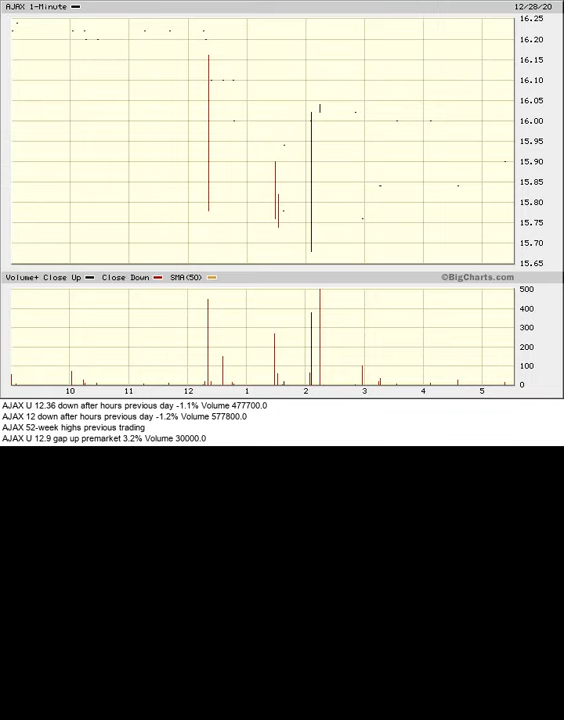 AJAX 1-Minute 12/28/20
16.25
16.20
16.15
16.10
16.05
16.00
15.95
15.90
15.85
15.80
15.75
15.70
15.65
Volume+ Close Up Close Down SMA(50) ©BigCharts.com
500
400
300
200
100
0
10 11 12 1 2 3 4 5
AJAX U 12.36 down after hours previous day -1.1% Volume 477700.0
AJAX 12 down after hours previous day -1.2% Volume 577800.0
AJAX 52-week highs previous trading
AJAX U 12.9 gap up premarket 3.2% Volume 30000.0